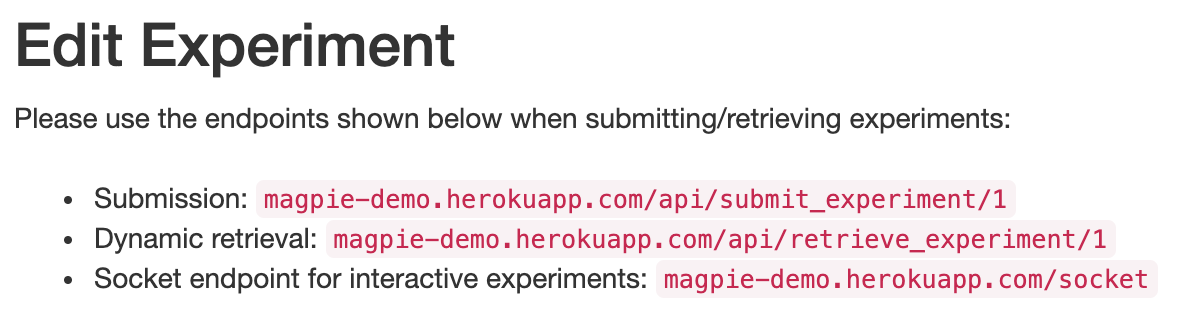 Edit Experiment
Please use the endpoints shown below when submitting/retrieving experiments:
• Submission: magpie-demo.herokuapp.com/api/submit_experiment/1
• Dynamic retrieval: magpie-demo.herokuapp.com/api/retrieve_experiment/1
• Socket endpoint for interactive experiments: magpie-demo.herokuapp.com/socket